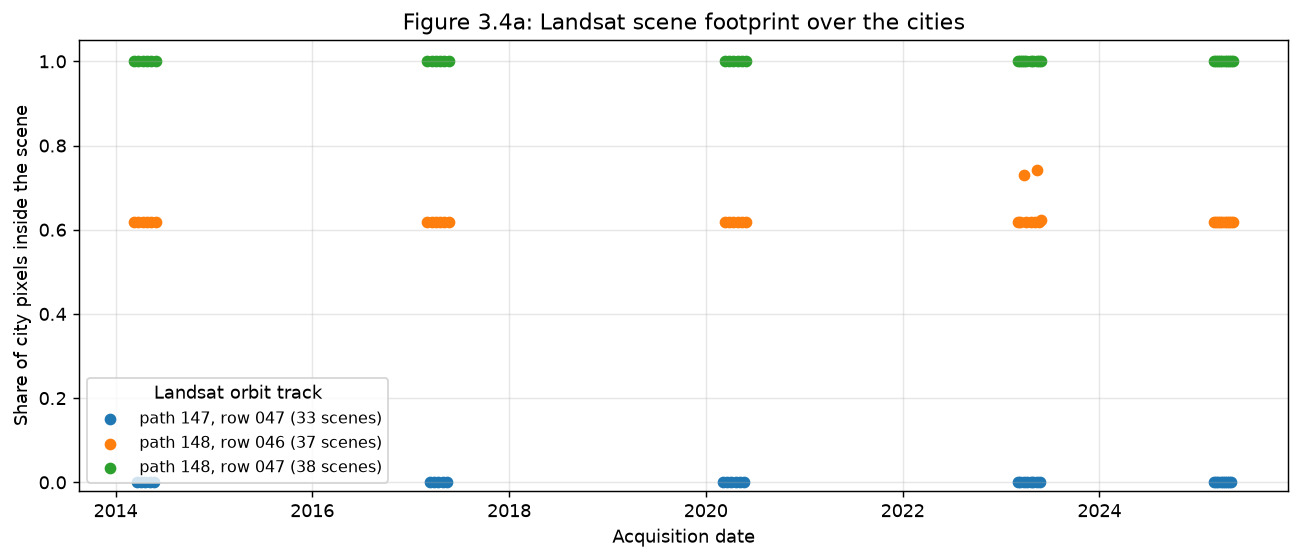 Figure 3.4a: Landsat scene footprint over the cities
Share of city pixels inside the scene
1.0
0.8
0.6
0.4
0.2
0.0
Landsat orbit track
path 147, row 047 (33 scenes)
path 148, row 046 (37 scenes)
path 148, row 047 (38 scenes)
2014 2016 2018 2020 2022 2024
Acquisition date